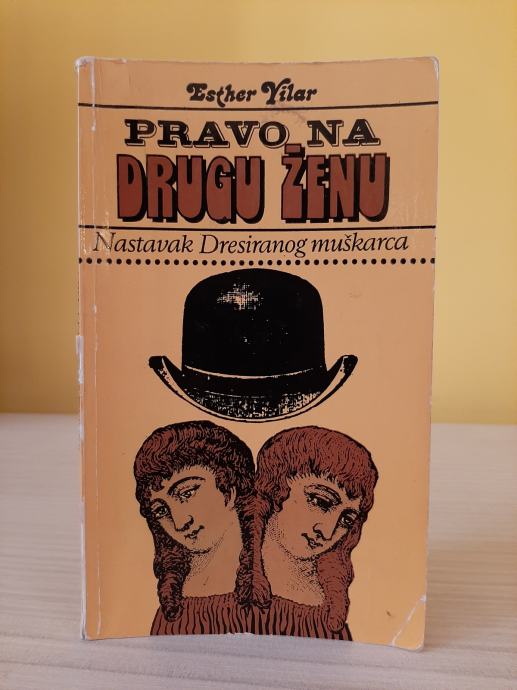 Esther Vilar
PRAVO NA
DRUGU ŽENU
Nastavak Dresiranog muškarca